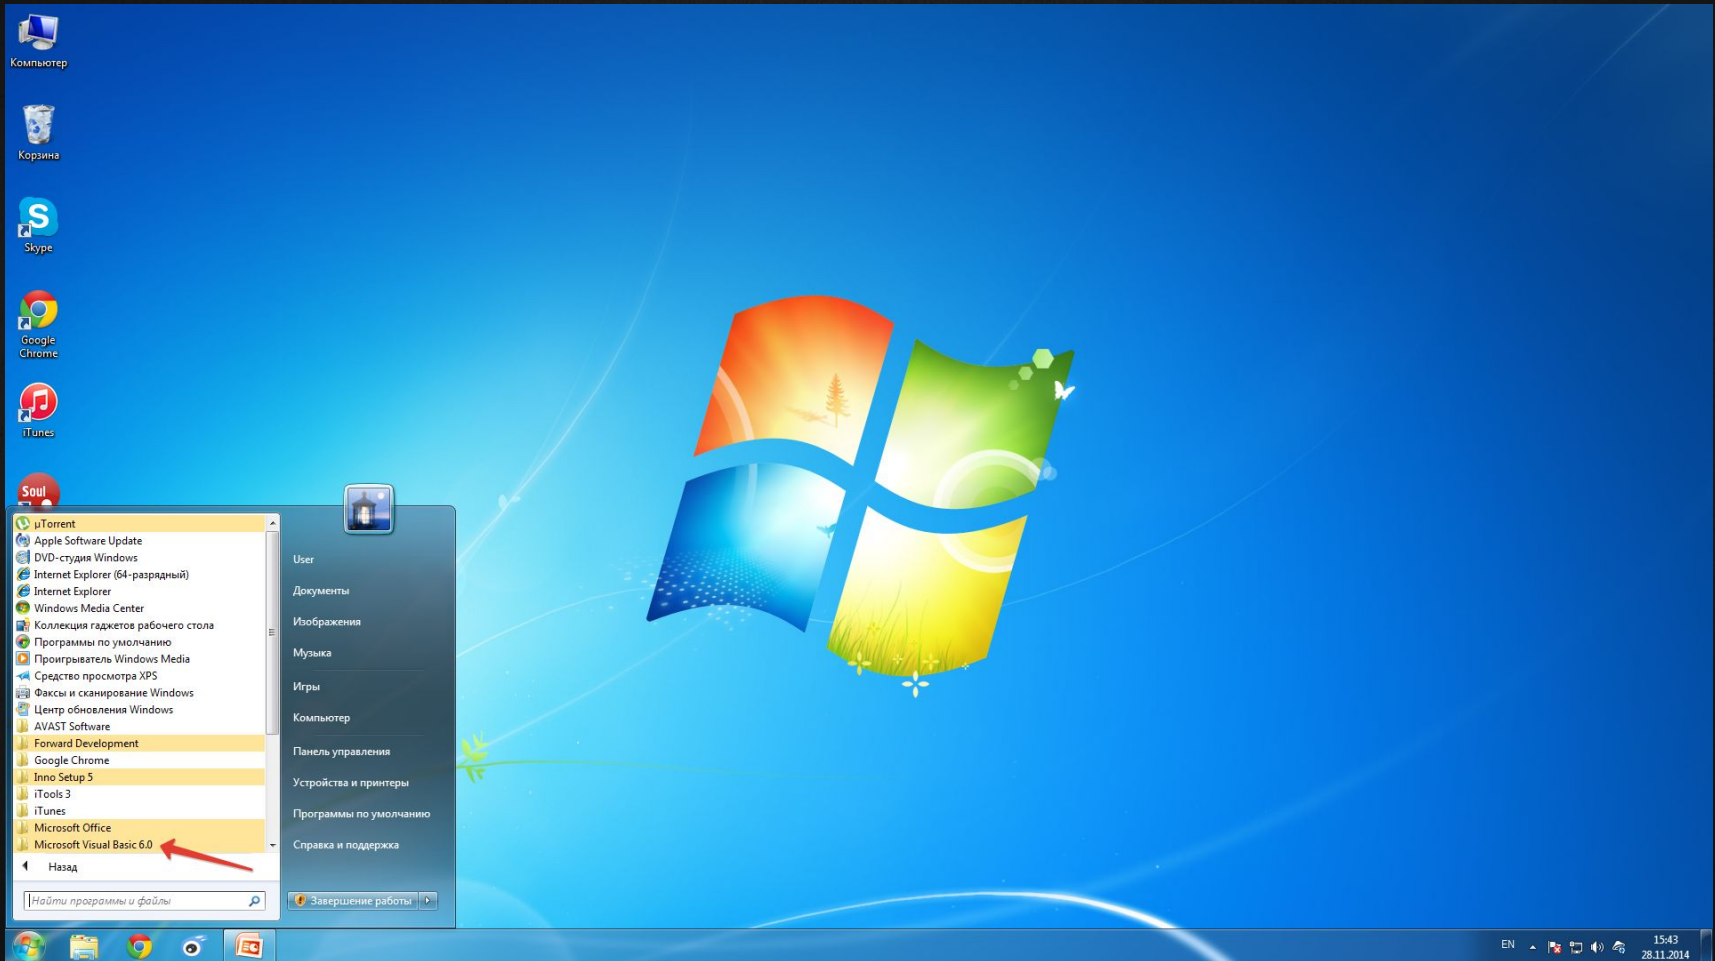 Компьютер
Корзина
S
Skype
Google
Chrome
iTunes
Soul
µTorrent
Apple Software Update
DVD-студия Windows
Internet Explorer (64-разрядный)
Internet Explorer
Windows Media Center
Коллекция гаджетов рабочего стола
Программы по умолчанию
Проигрыватель Windows Media
Средство просмотра XPS
Факсы и сканирование Windows
Центр обновления Windows
AVAST Software
Forward Development
Google Chrome
Inno Setup 5
iTools 3
iTunes
Microsoft Office
Microsoft Visual Basic 6.0
Назад
Найти программы и файлы
User
Документы
Изображения
Музыка
Игры
Компьютер
Панель управления
Устройства и принтеры
Программы по умолчанию
Справка и поддержка
Завершение работы
EN
15:43
28.11.2014